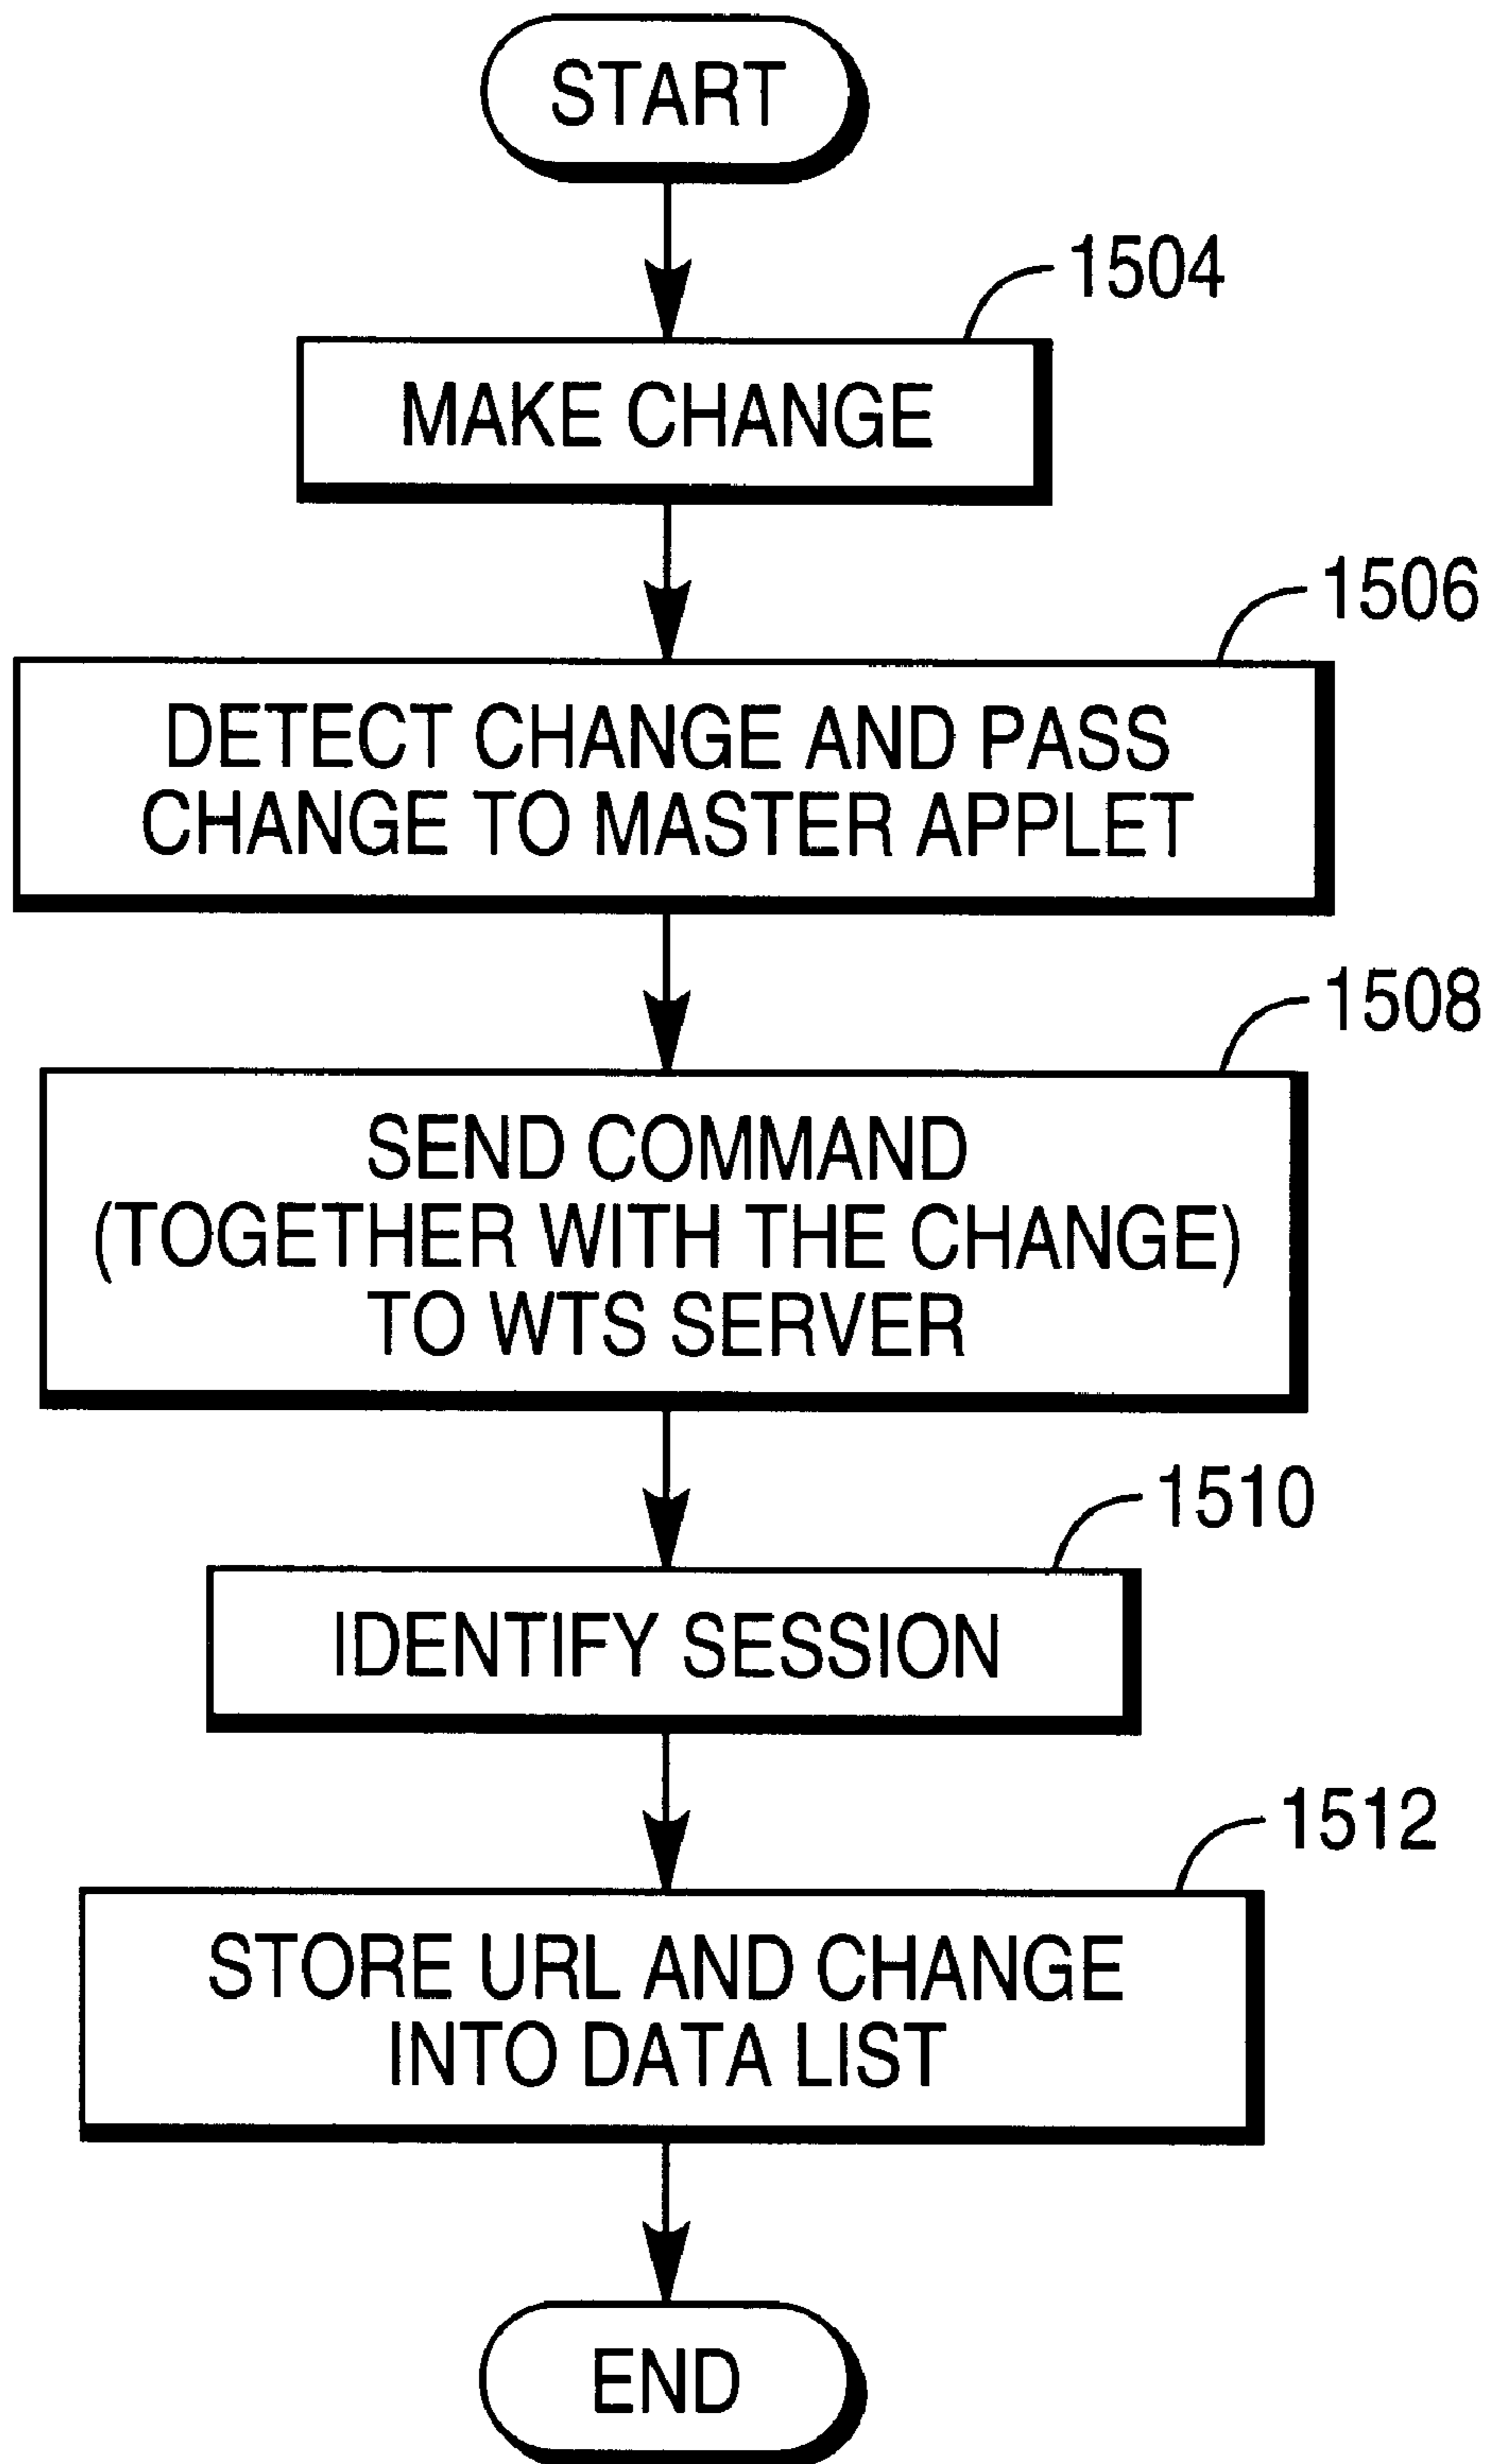 START
1504
MAKE CHANGE
1506
DETECT CHANGE AND PASS
CHANGE TO MASTER APPLET
1508
SEND COMMAND
(TOGETHER WITH THE CHANGE)
TO WTS SERVER
1510
IDENTIFY SESSION
1512
STORE URL AND CHANGE
INTO DATA LIST
END